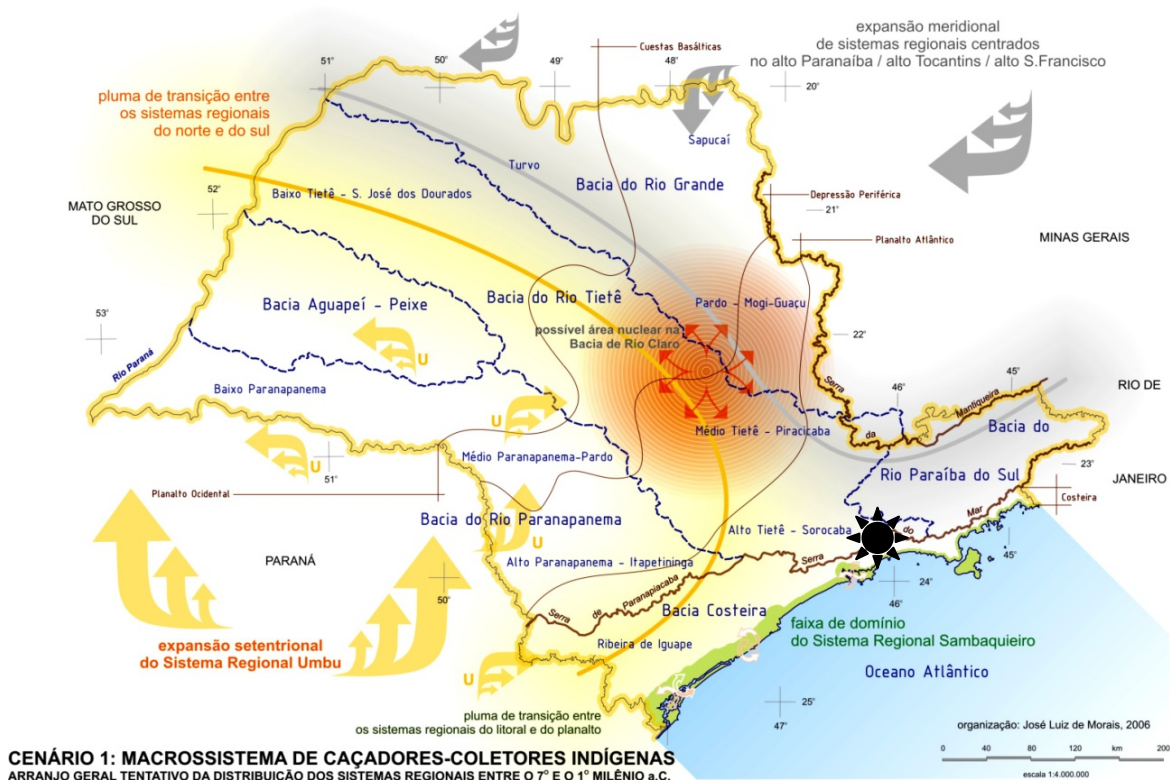 expansão meridional
de sistemas regionais centrados
no alto Paranaíba / alto Tocantins / alto S.Francisco
Cuestas Basálticas
51°
50°
49°
48°
20°
pluma de transição entre
os sistemas regionais
do norte e do sul
Sapucaí
Turvo
Bacia do Rio Grande
Baixo Tietê - S. José dos Dourados
52°
Depressão Periférica
21°
MATO GROSSO
DO SUL
Planalto Atlântico
MINAS GERAIS
Bacia Aguapeí - Peixe
Bacia do Rio Tietê
Pardo - Mogi-Guaçu
53°
possível área nuclear na
Bacia de Rio Claro
22°
U
Rio Paraná
Baixo Paranapanema
Serra
da
Mantiqueira
46°
45°
RIO DE
JANEIRO
U
Médio Tietê - Piracicaba
Bacia do
Rio Paraíba do Sul
Médio Paranapanema-Pardo
U
51°
23°
Planalto Ocidental
Costeira
Bacia do Rio Paranapanema
U
Alto Tietê - Sorocaba
Serra
do
Mar
45°
PARANÁ
Alto Paranapanema - Itapetininga
50°
24°
46°
Serra
de
Paranapiacaba
Bacia Costeira
faixa de domínio
do Sistema Regional Sambaquieiro
expansão setentrional
do Sistema Regional Umbu
Ribeira de Iguape
Oceano Atlântico
U
25°
47°
pluma de transição entre
os sistemas regionais do litoral e do planalto
organização: José Luiz de Morais, 2006
0 40 80 120 km 200
escala 1:4.000.000
CENÁRIO 1: MACROSSISTEMA DE CAÇADORES-COLETORES INDÍGENAS
ARRANJO GERAL TENTATIVO DA DISTRIBUIÇÃO DOS SISTEMAS REGIONAIS ENTRE O 7º E O 1º MILÊNIO a.C.